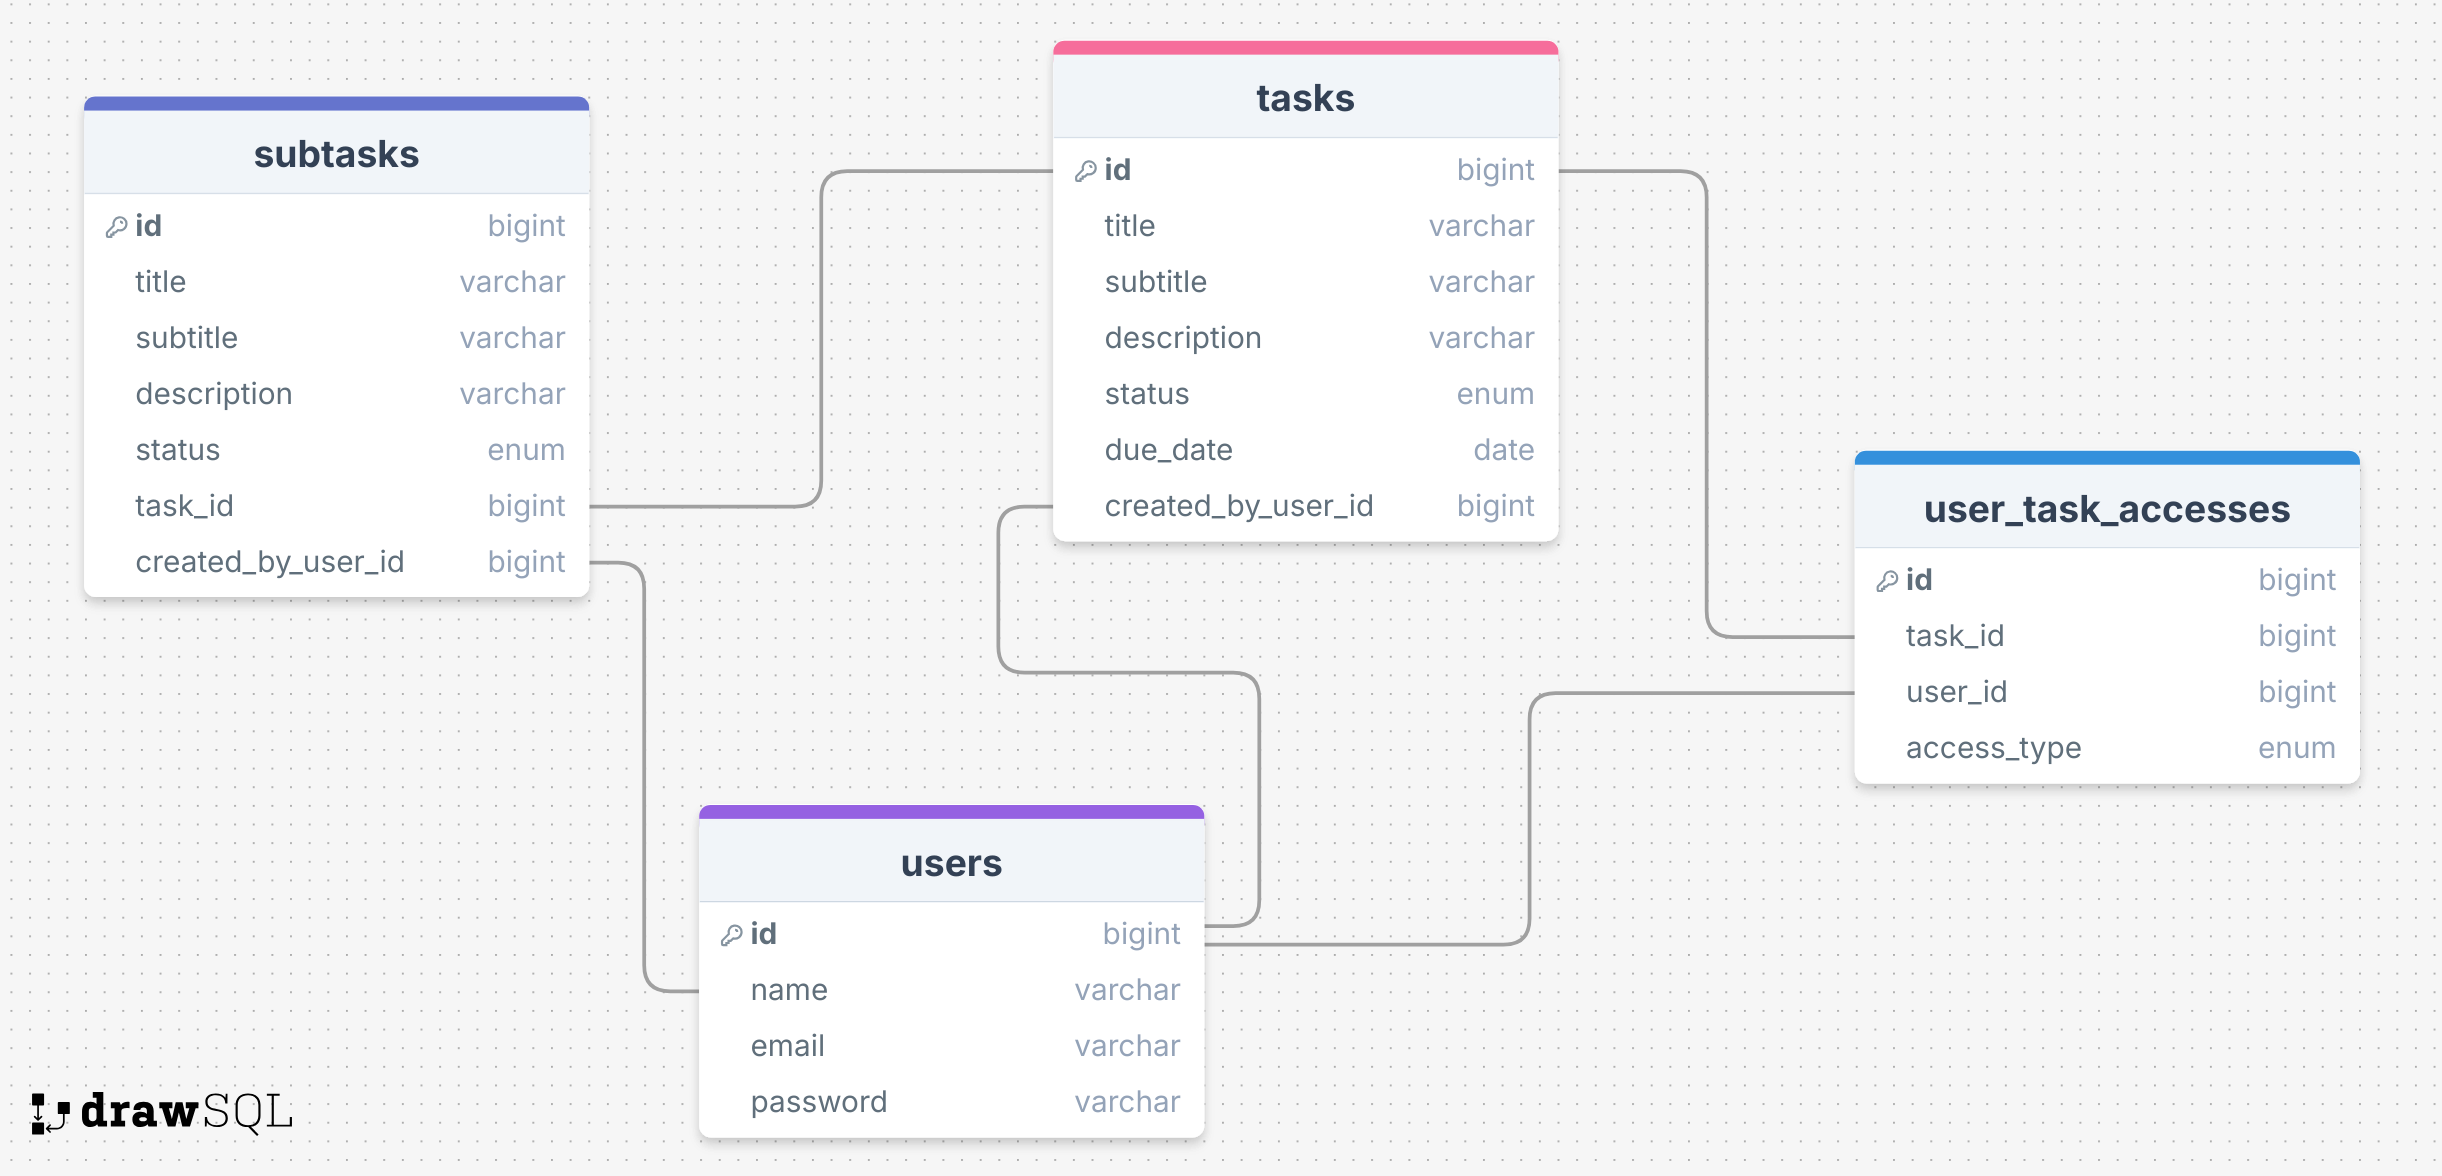 subtasks
id bigint
title varchar
subtitle varchar
description varchar
status enum
task_id bigint
created_by_user_id bigint
tasks
id bigint
title varchar
subtitle varchar
description varchar
status enum
due_date date
created_by_user_id bigint
user_task_accesses
id bigint
task_id bigint
user_id bigint
access_type enum
users
id bigint
name varchar
email varchar
password varchar
drawSQL